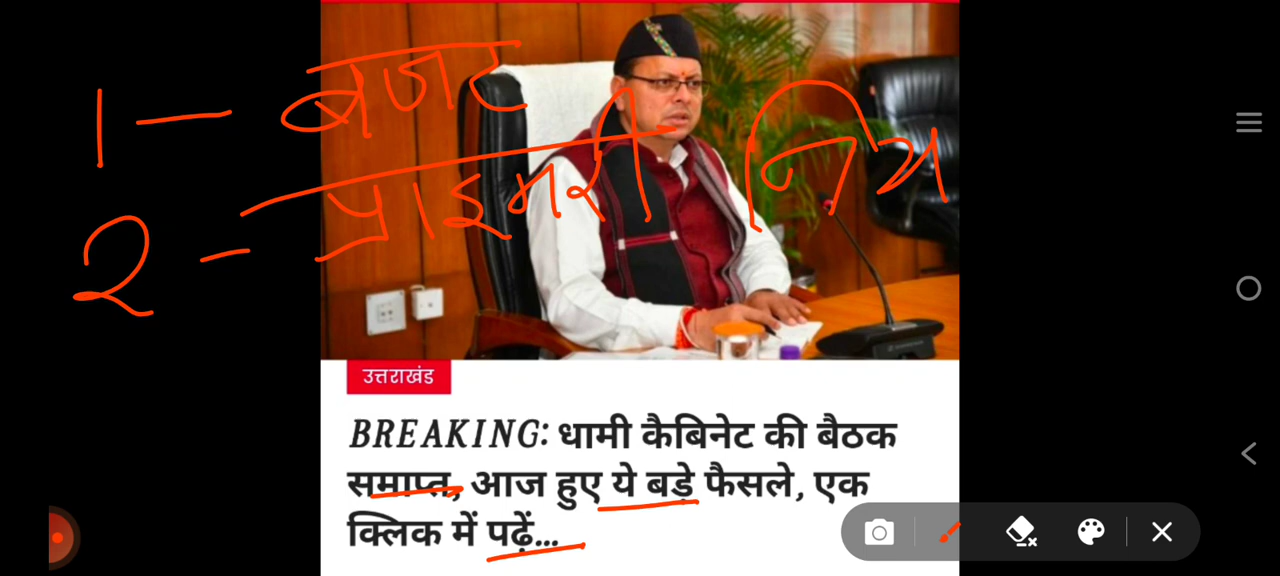 1 - बजट
2 - प्राइमरी निय
उत्तराखंड
BREAKING: धामी कैबिनेट की बैठक
समाप्त, आज हुए ये बड़े फैसले, एक
क्लिक में पढ़ें...